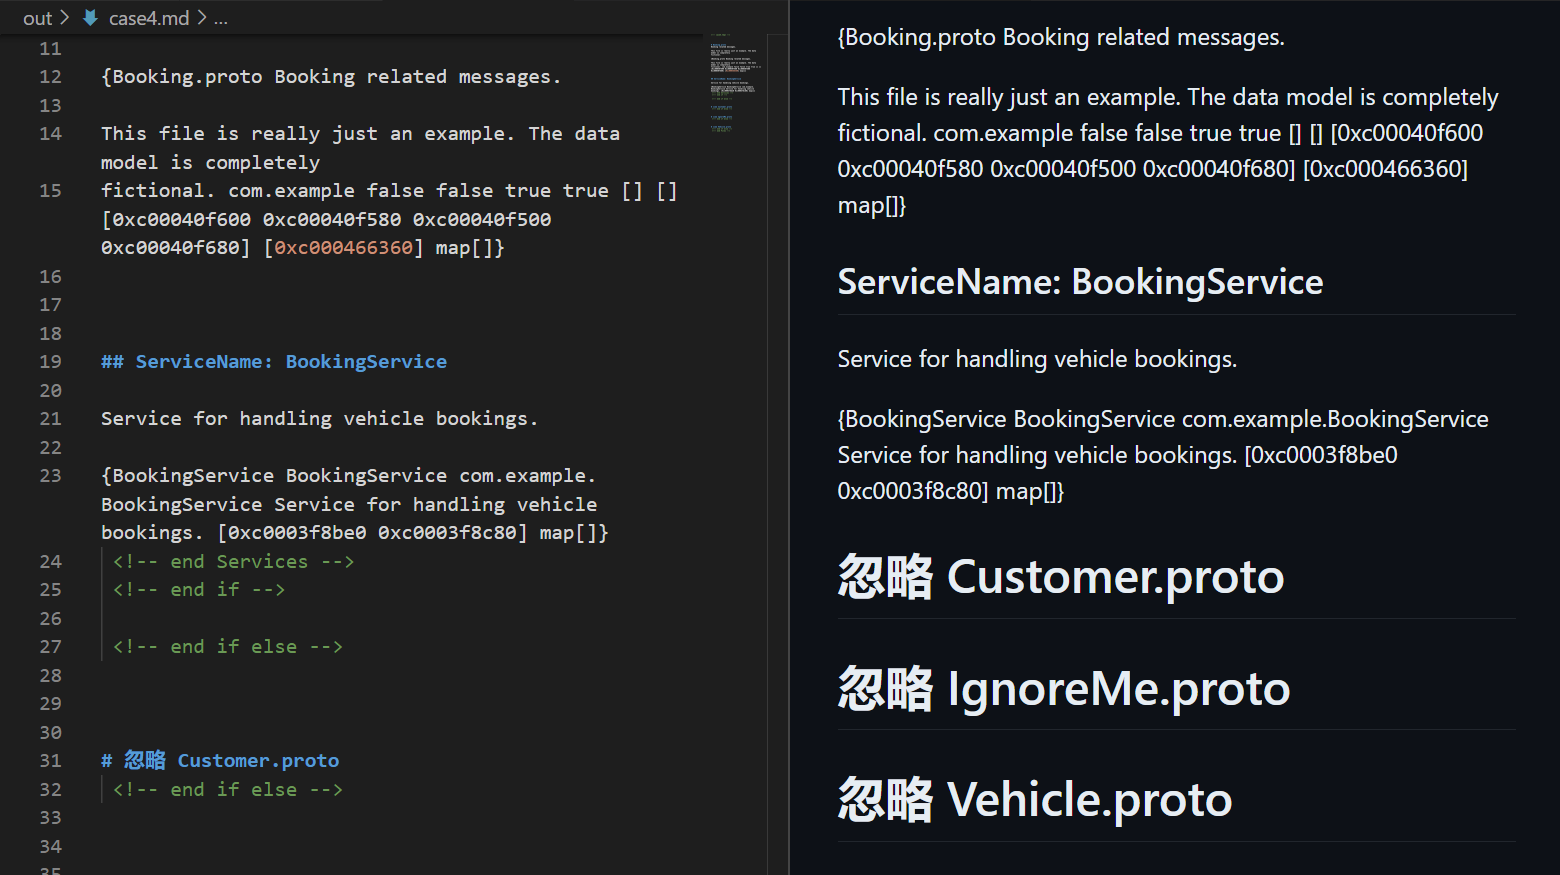 out > case4.md > ...
11
12 {Booking.proto Booking related messages.
13
14 This file is really just an example. The data
model is completely
15 fictional. com.example false false true true [] []
[0xc00040f600 0xc00040f580 0xc00040f500
0xc00040f680] [0xc000466360] map[]}
16
17
18
19 ## ServiceName: BookingService
20
21 Service for handling vehicle bookings.
22
23 {BookingService BookingService com.example.
BookingService Service for handling vehicle
bookings. [0xc0003f8be0 0xc0003f8c80] map[]}
24 <!-- end Services -->
25 <!-- end if -->
26
27 <!-- end if else -->
28
29
30
31 # 忽略 Customer.proto
32 <!-- end if else -->
33
34
35
{Booking.proto Booking related messages.
This file is really just an example. The data model is completely
fictional. com.example false false true true [] [] [0xc00040f600
0xc00040f580 0xc00040f500 0xc00040f680] [0xc000466360]
map[]}
ServiceName: BookingService
Service for handling vehicle bookings.
{BookingService BookingService com.example.BookingService
Service for handling vehicle bookings. [0xc0003f8be0
0xc0003f8c80] map[]}
忽略 Customer.proto
忽略 IgnoreMe.proto
忽略 Vehicle.proto